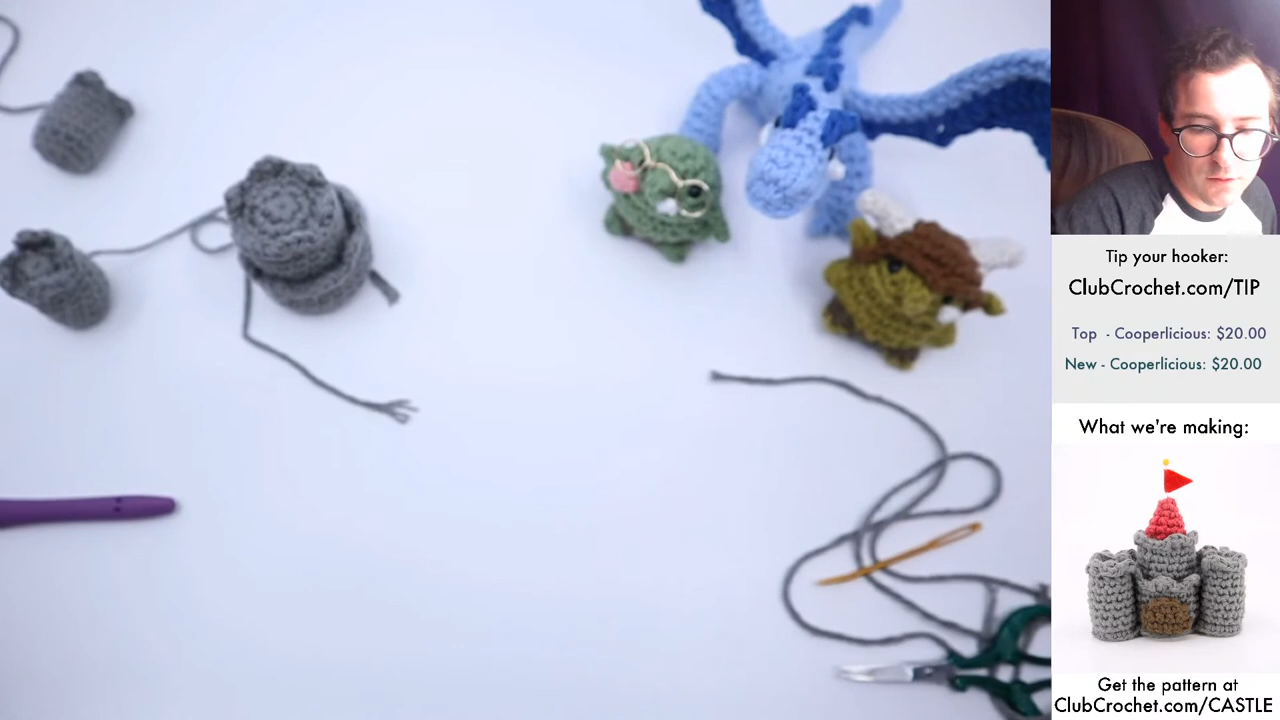 Tip your hooker:
ClubCrochet.com/TIP
Top - Cooperlicious: $20.00
New - Cooperlicious: $20.00
What we're making:
Get the pattern at
ClubCrochet.com/CASTLE